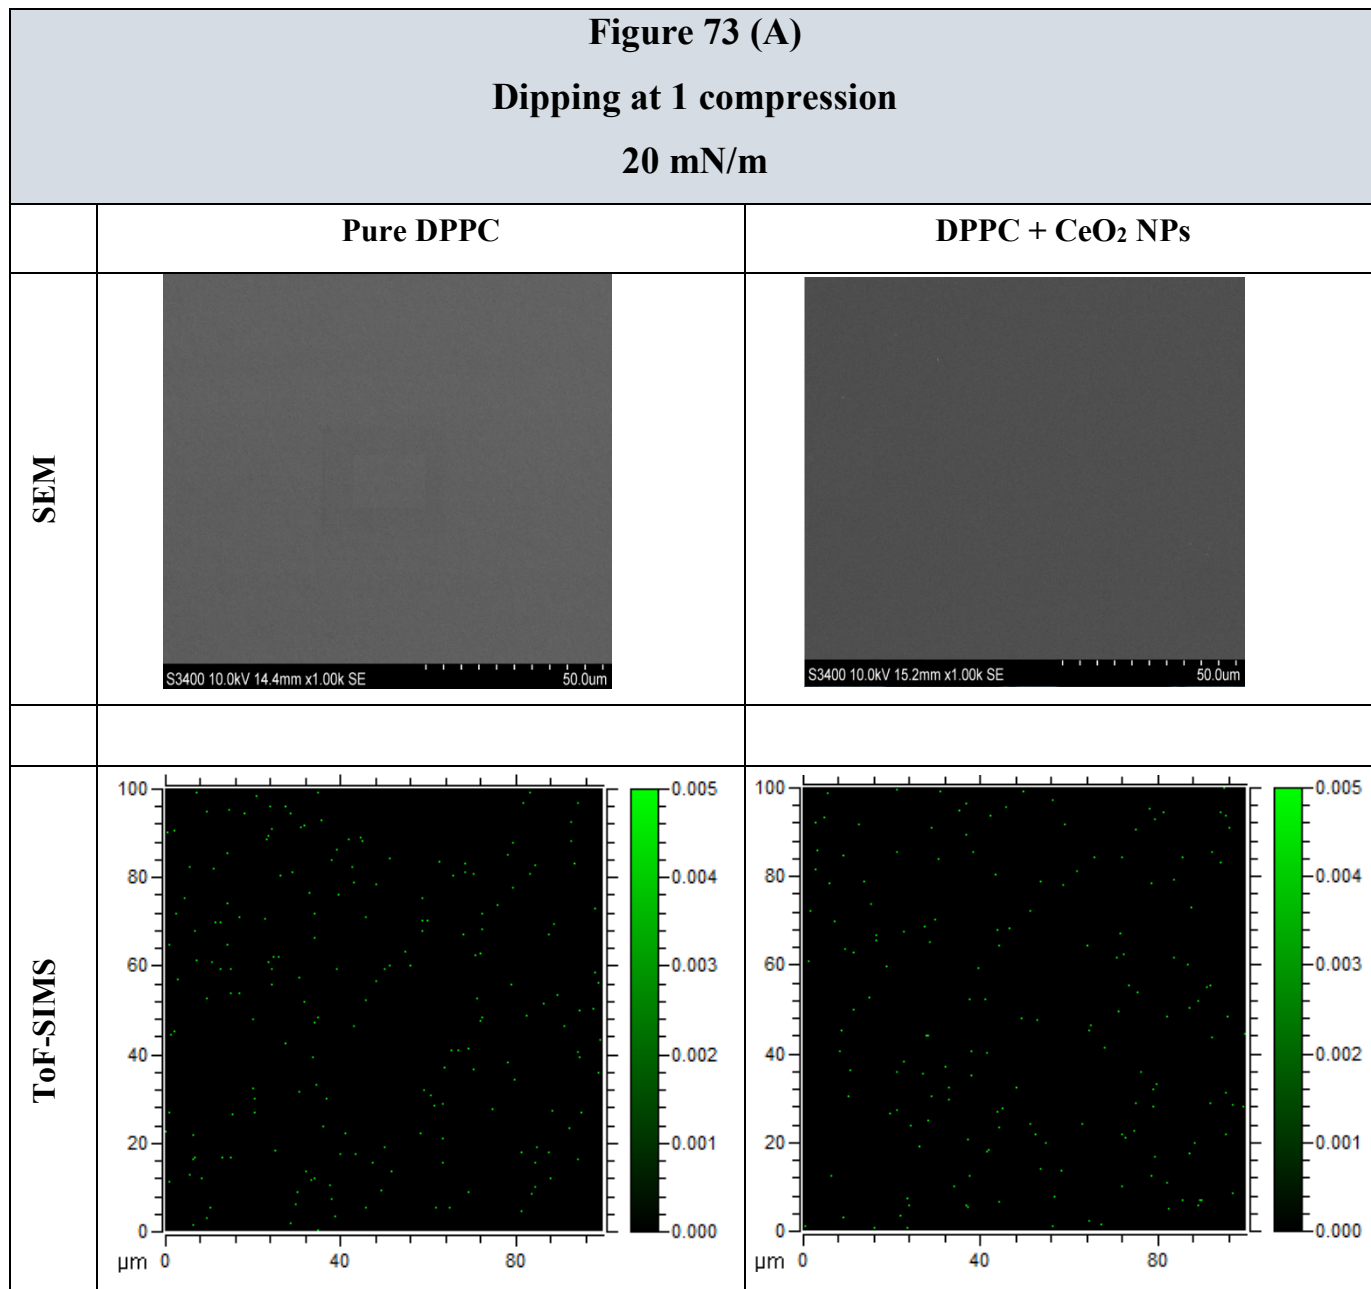 Figure 73 (A)
Dipping at 1 compression
20 mN/m
Pure DPPC
DPPC + CeO₂ NPs
SEM
S3400 10.0kV 14.4mm x1.00k SE
50.0um
S3400 10.0kV 15.2mm x1.00k SE
50.0um
ToF-SIMS
100
80
60
40
20
0
µm
0
40
80
0.005
0.004
0.003
0.002
0.001
0.000
100
80
60
40
20
0
µm
0
40
80
0.005
0.004
0.003
0.002
0.001
0.000